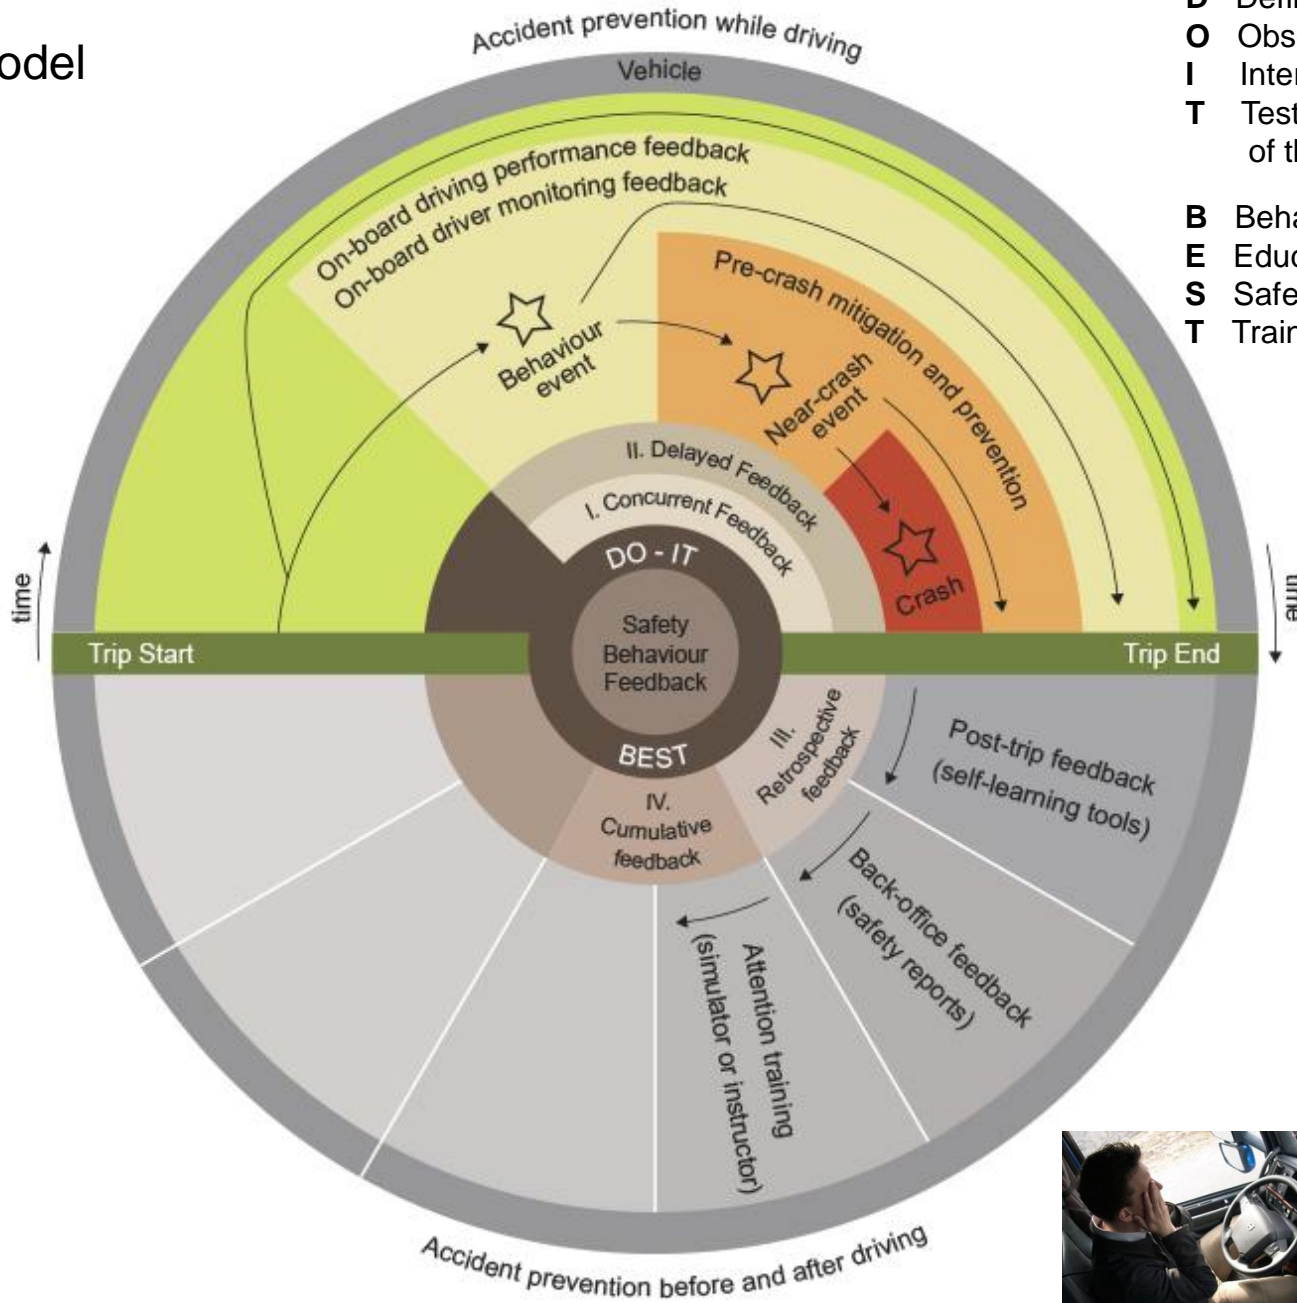 odel
Accident prevention while driving
Vehicle
On-board driving performance feedback
On-board driver monitoring feedback
Pre-crash mitigation and prevention
Behaviour
event
Near-crash
event
Crash
II. Delayed Feedback
I. Concurrent Feedback
DO - IT
Safety
Behaviour
Feedback
BEST
time
time
Trip Start
Trip End
III.
Retrospective
feedback
IV.
Cumulative
feedback
Post-trip feedback
(self-learning tools)
Back-office feedback
(safety reports)
Attention training
(simulator or instructor)
Accident prevention before and after driving
D Defi
O Obs
I Inter
T Test
of th
B Beha
E Educ
S Safe
T Train